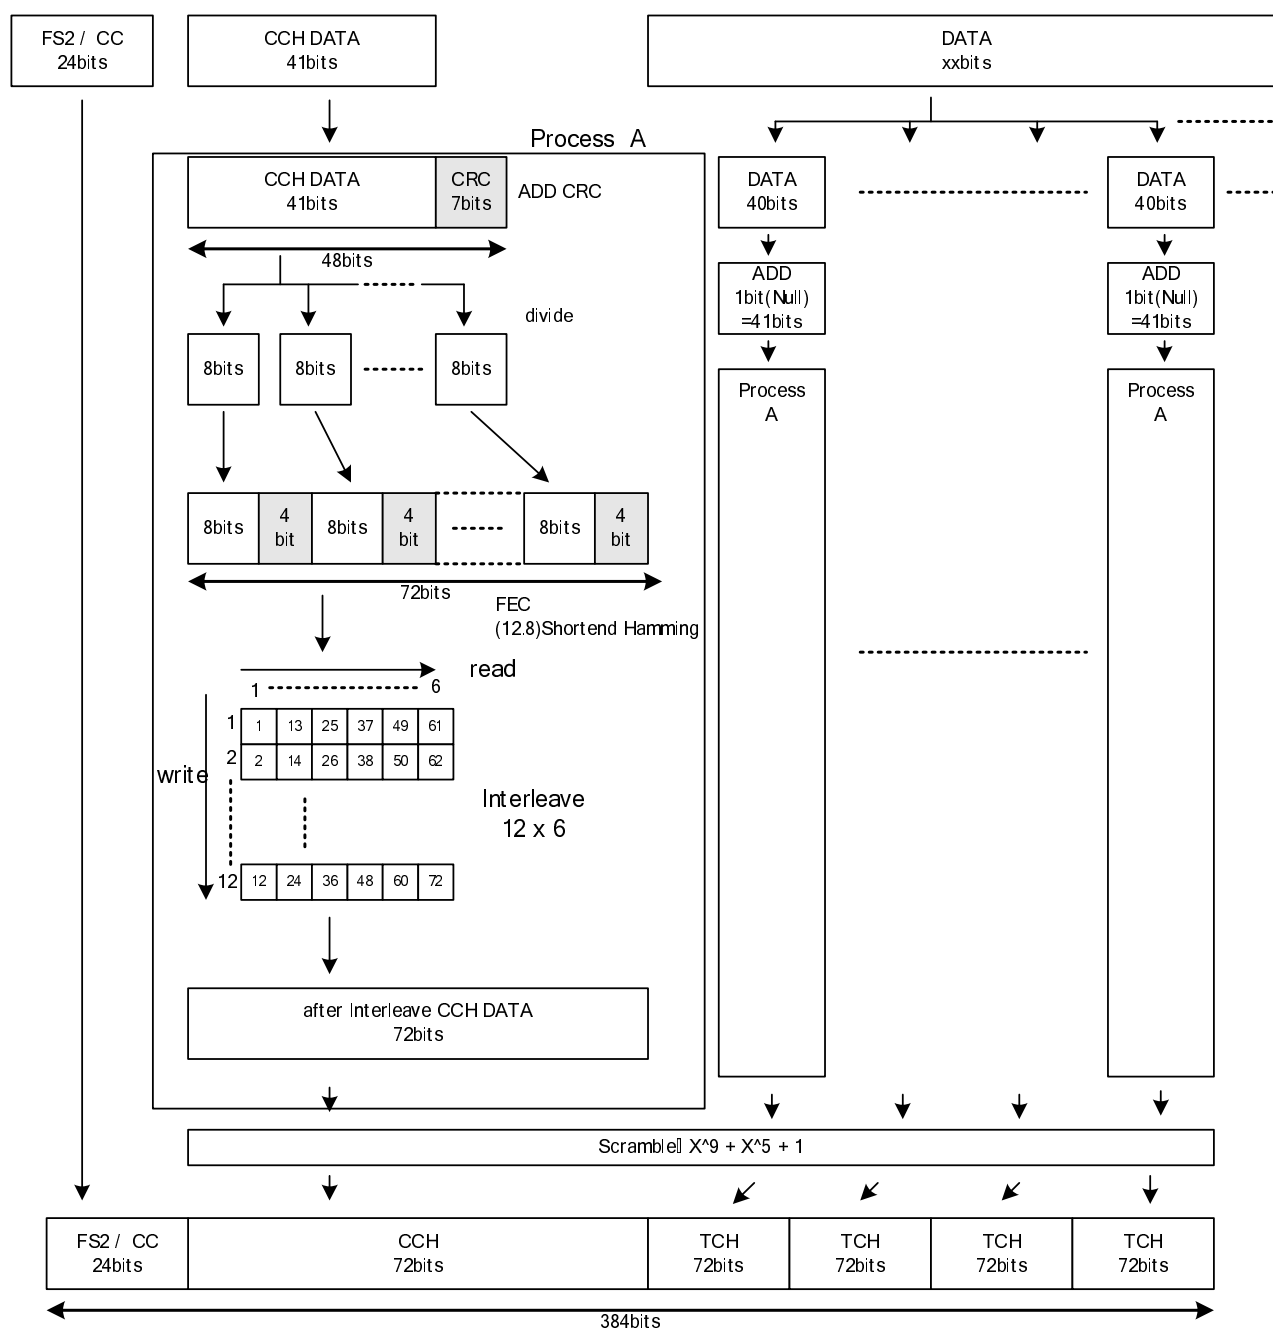 FS2 / CC
24bits
CCH DATA
41bits
DATA
xxbits
Process A
CCH DATA
41bits
CRC
7bits
ADD CRC
DATA
40bits
DATA
40bits
48bits
ADD
1bit(Null)
=41bits
ADD
1bit(Null)
=41bits
divide
8bits
8bits
8bits
Process
A
Process
A
8bits
4
bit
8bits
4
bit
8bits
4
bit
72bits
FEC
(12.8)Shortend Hamming
read
1
6
1
1 13 25 37 49 61
2
2 14 26 38 50 62
write
Interleave
12 x 6
12
12 24 36 48 60 72
after Interleave CCH DATA
72bits
Scramble X^9 + X^5 + 1
FS2 / CC
24bits
CCH
72bits
TCH
72bits
TCH
72bits
TCH
72bits
TCH
72bits
384bits